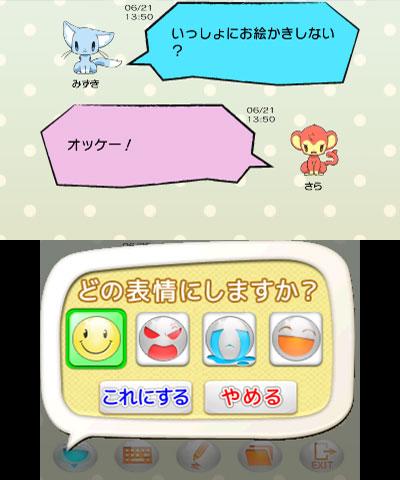 06/21
13:50
いっしょにお絵かきしない
?
みずき
06/21
13:50
オッケー!
さら
どの表情にしますか?
これにする
やめる
EXIT